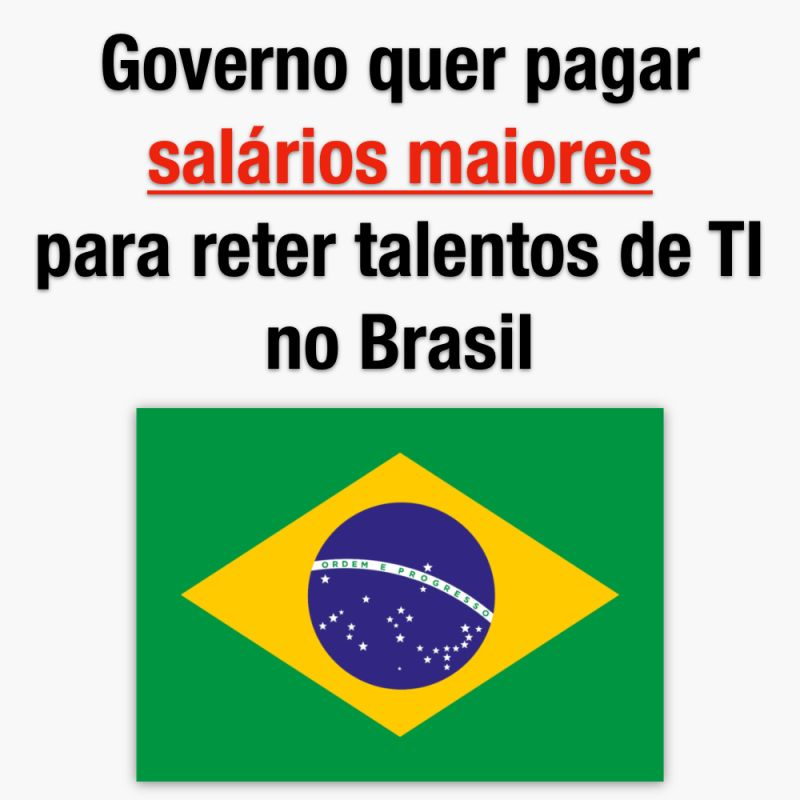 Governo quer pagar
salários maiores
para reter talentos de TI
no Brasil
ORDEM E PROGRESSO